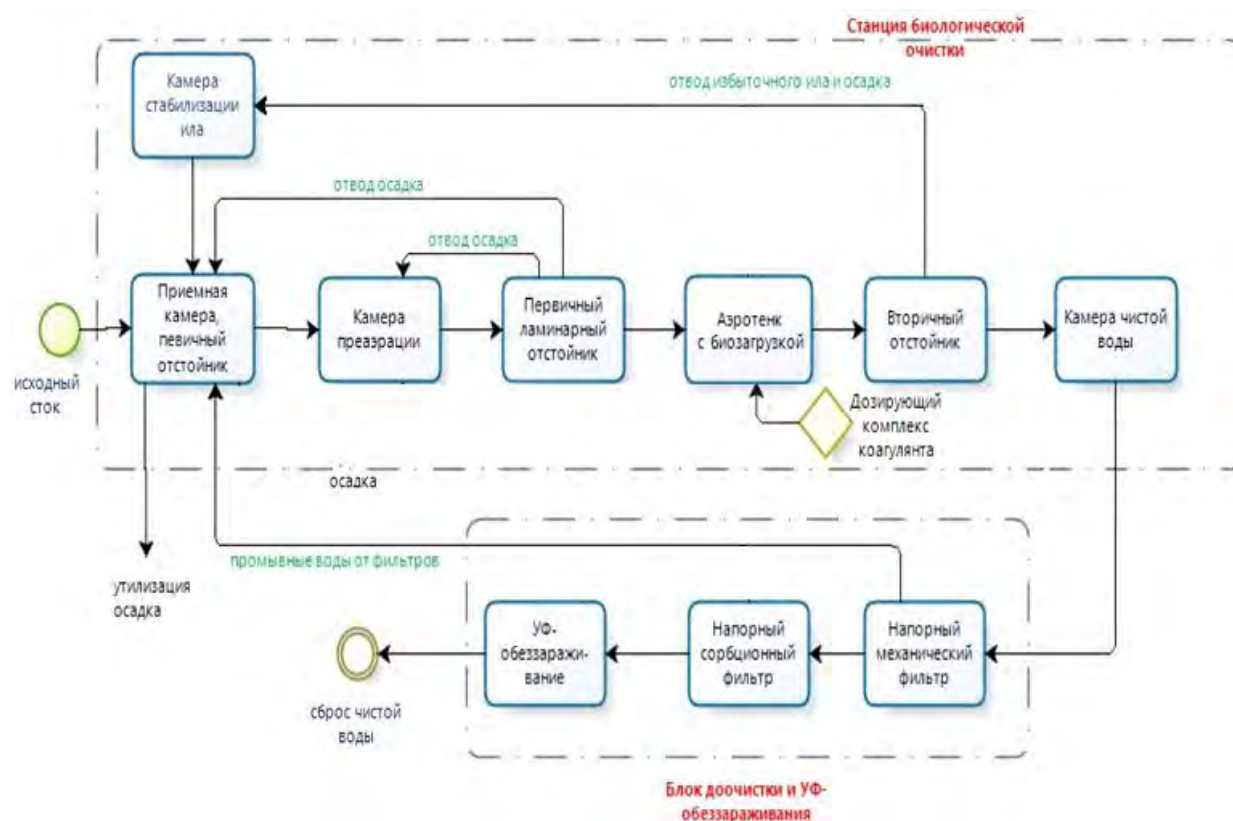 Станция биологической
очистки
Камера
стабилизации
ила
отвод избыточного ила и осадка
отвод осадка
отвод осадка
Приемная
камера,
певичный
отстойник
Камера
преаэрации
Первичный
ламинарный
отстойник
Аэротенк
с биозагрузкой
Вторичный
отстойник
Камера чистой
воды
исходный
сток
Дозирующий
комплекс
коагулянта
осадка
промывные воды от фильтров
утилизация
осадка
УФ-
обеззаражи-
вание
Напорный
сорбционный
фильтр
Напорный
механический
фильтр
сброс чистой
воды
Блок доочистки и УФ-
обеззараживания